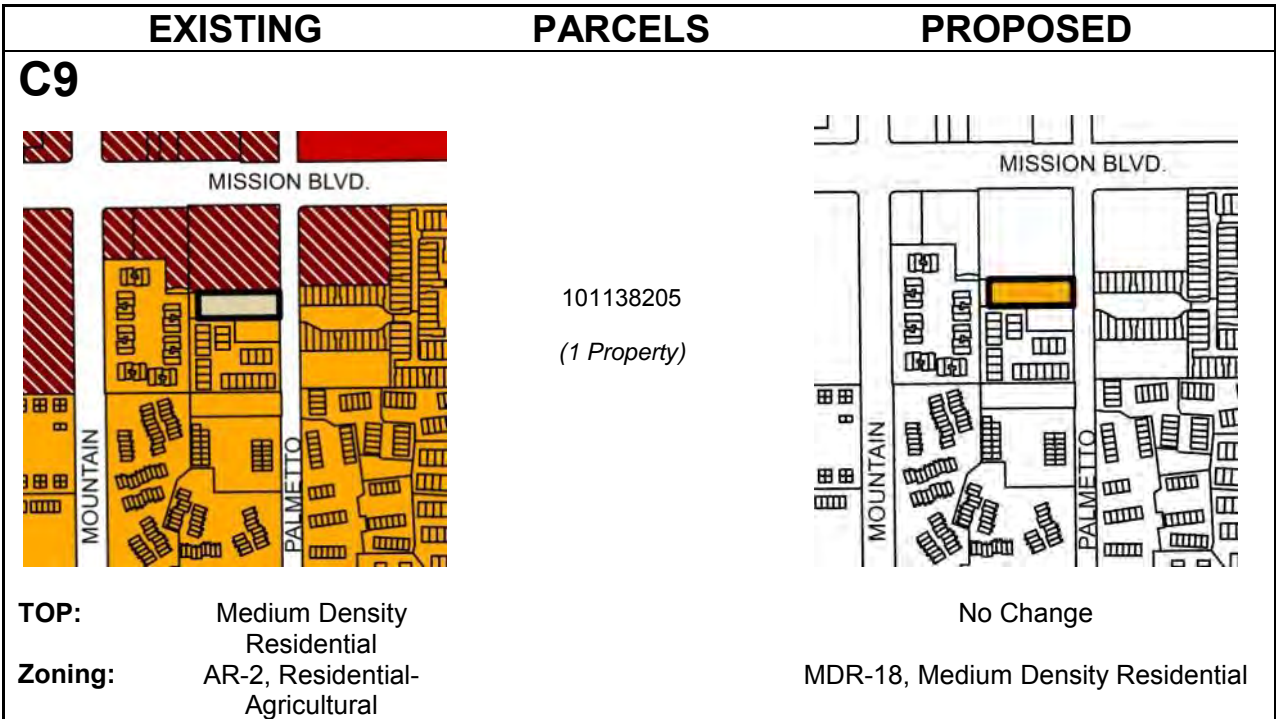 EXISTING PARCELS PROPOSED
C9
MISSION BLVD.
MOUNTAIN
PALMETTO
101138205
(1 Property)
MISSION BLVD.
MOUNTAIN
PALMETTO
TOP: Medium Density No Change
Residential
Zoning: AR-2, Residential- MDR-18, Medium Density Residential
Agricultural